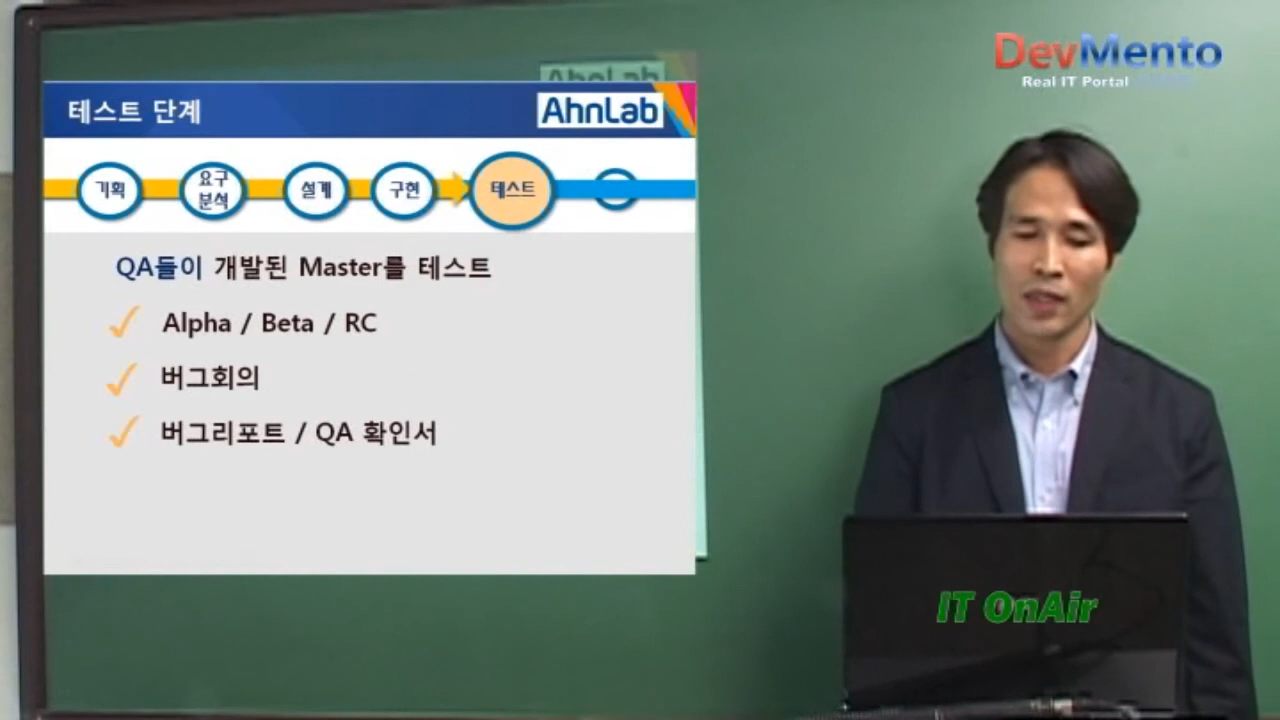 DevMento
Real IT Portal
AhnLab
테스트 단계
AhnLab
기획
요구
분석
설계
구현
테스트
QA들이 개발된 Master를 테스트
Alpha / Beta / RC
버그회의
버그리포트 / QA 확인서
IT OnAir